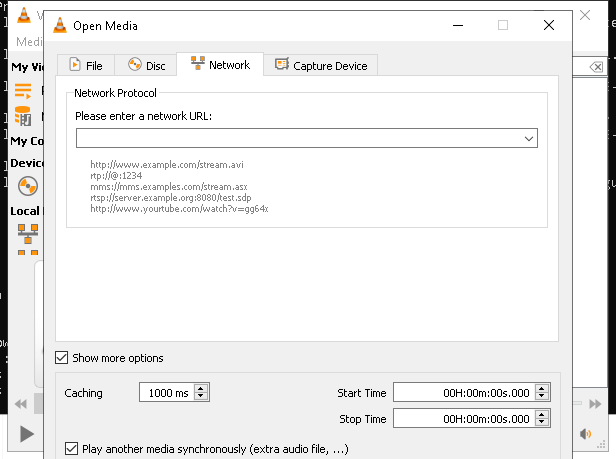 Open Media
Medi
File
Disc
Network
Capture Device
My Vi
Network Protocol
Please enter a network URL:
http://www.example.com/stream.avi
rtp://@:1234
mms://mms.examples.com/stream.asx
rtsp://server.example.org:8080/test.sdp
http://www.yourtube.com/watch?v=gg64x
My Co
Device
Local
Show more options
Caching
1000 ms
Start Time
00H:00m:00s.000
Stop Time
00H:00m:00s.000
Play another media synchronously (extra audio file, ...)